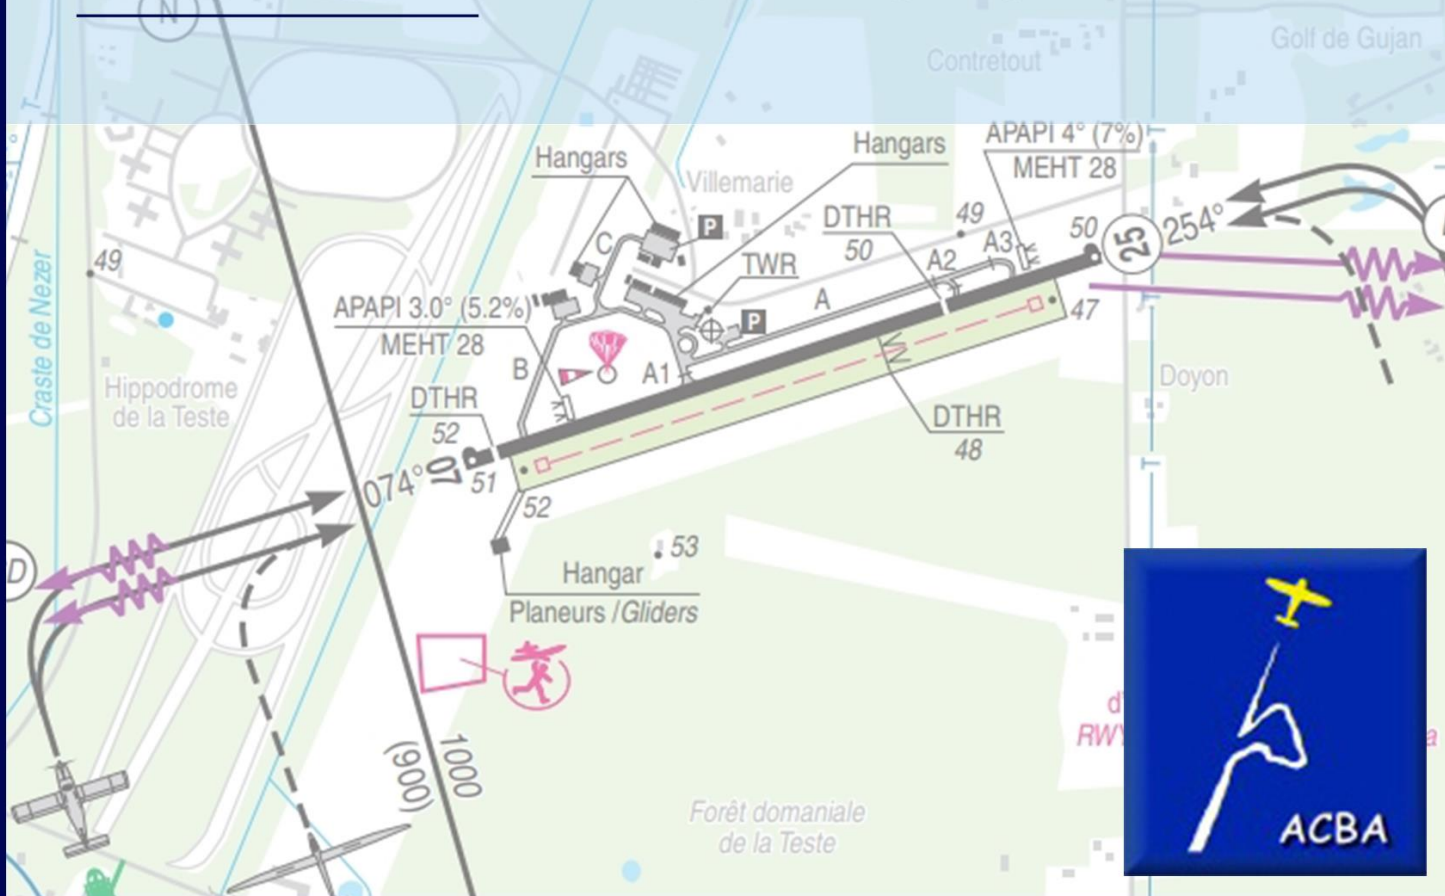 N
Golf de Gujan
Contretout
T
T
APAPI 4° (7%)
MEHT 28
Hangars
Hangars
Villemarie
P
DTHR
50
49
A3
50
25
254°
C
TWR
A2
49
Craste de Nezer
APAPI 3.0° (5.2%)
MEHT 28
A
P
47
T
B
A1
Hippodrome
de la Teste
DTHR
52
Doyon
DTHR
48
074°
07
51
T
52
53
D
Hangar
Planeurs /Gliders
1000
(900)
d'
RWY
a
Forêt domaniale
de la Teste
ACBA